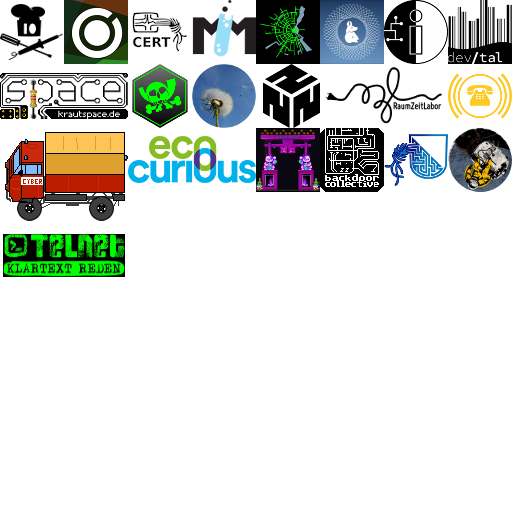 CERT
dev/tal
space
krautspace.de
RaumZeitLabor
CYBER
eco
curious
backdoor
collective
TELNET
KLARTEXT REDEN